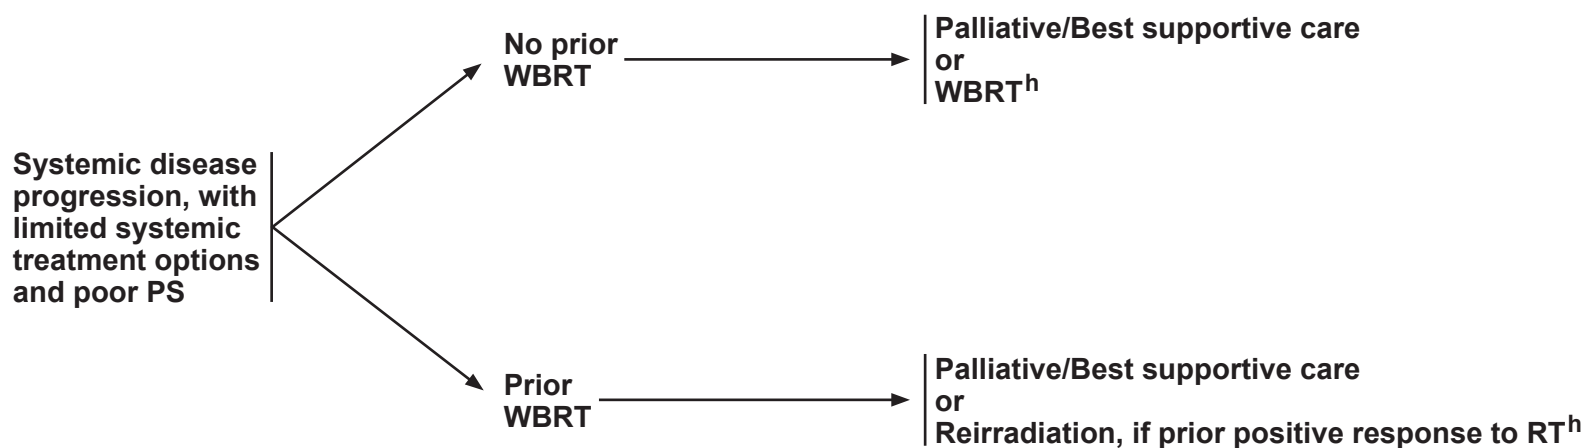 Systemic disease
progression, with
limited systemic
treatment options
and poor PS
No prior
WBRT
Palliative/Best supportive care
or
WBRTʰ
Prior
WBRT
Palliative/Best supportive care
or
Reirradiation, if prior positive response to RTʰ